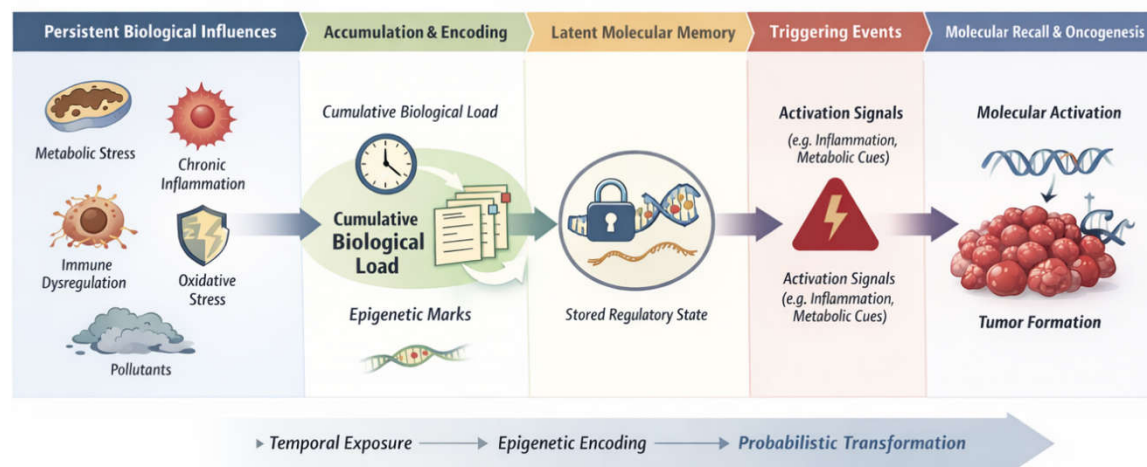 Persistent Biological Influences
Accumulation & Encoding
Latent Molecular Memory
Triggering Events
Molecular Recall & Oncogenesis
Metabolic Stress
Chronic
Inflammation
Immune
Dysregulation
Oxidative
Stress
Pollutants
Cumulative Biological Load
Cumulative
Biological
Load
Epigenetic Marks
Stored Regulatory State
Activation Signals
(e.g. Inflammation,
Metabolic Cues)
Activation Signals
(e.g. Inflammation,
Metabolic Cues)
Molecular Activation
Tumor Formation
Temporal Exposure
Epigenetic Encoding
Probabilistic Transformation